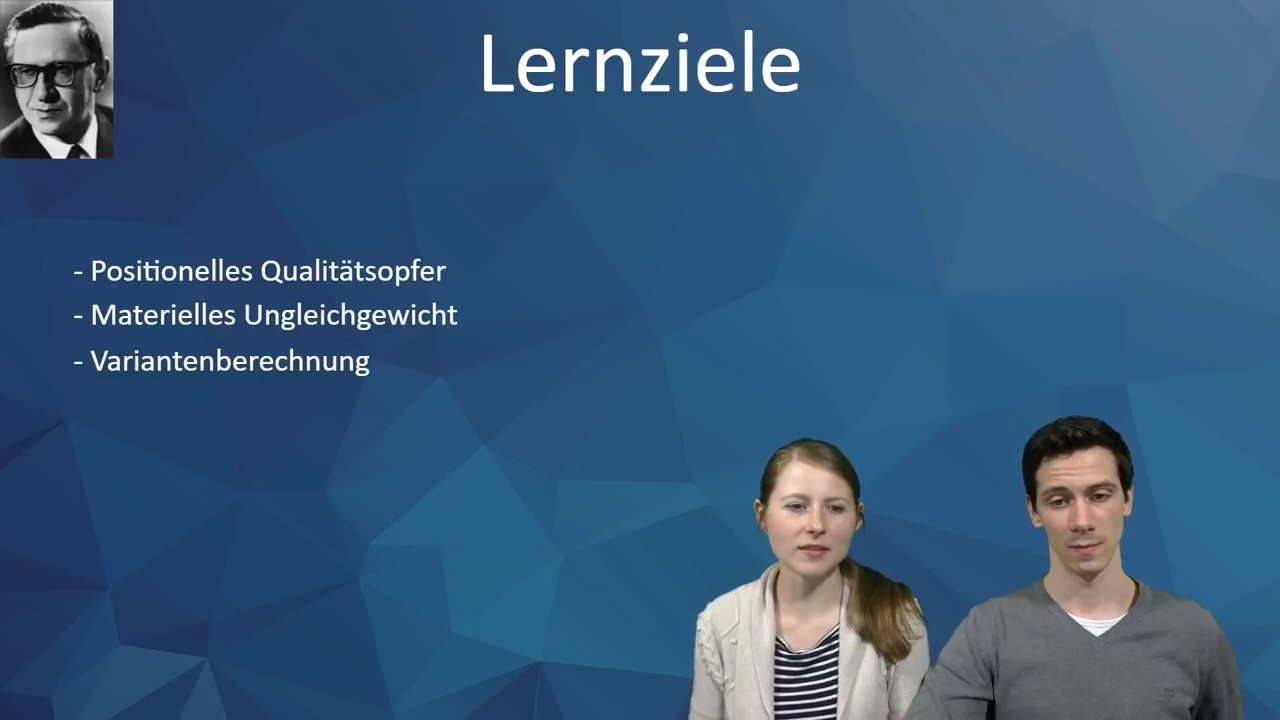 Lernziele
- Positionelles Qualitätsopfer
- Materielles Ungleichgewicht
- Variantenberechnung